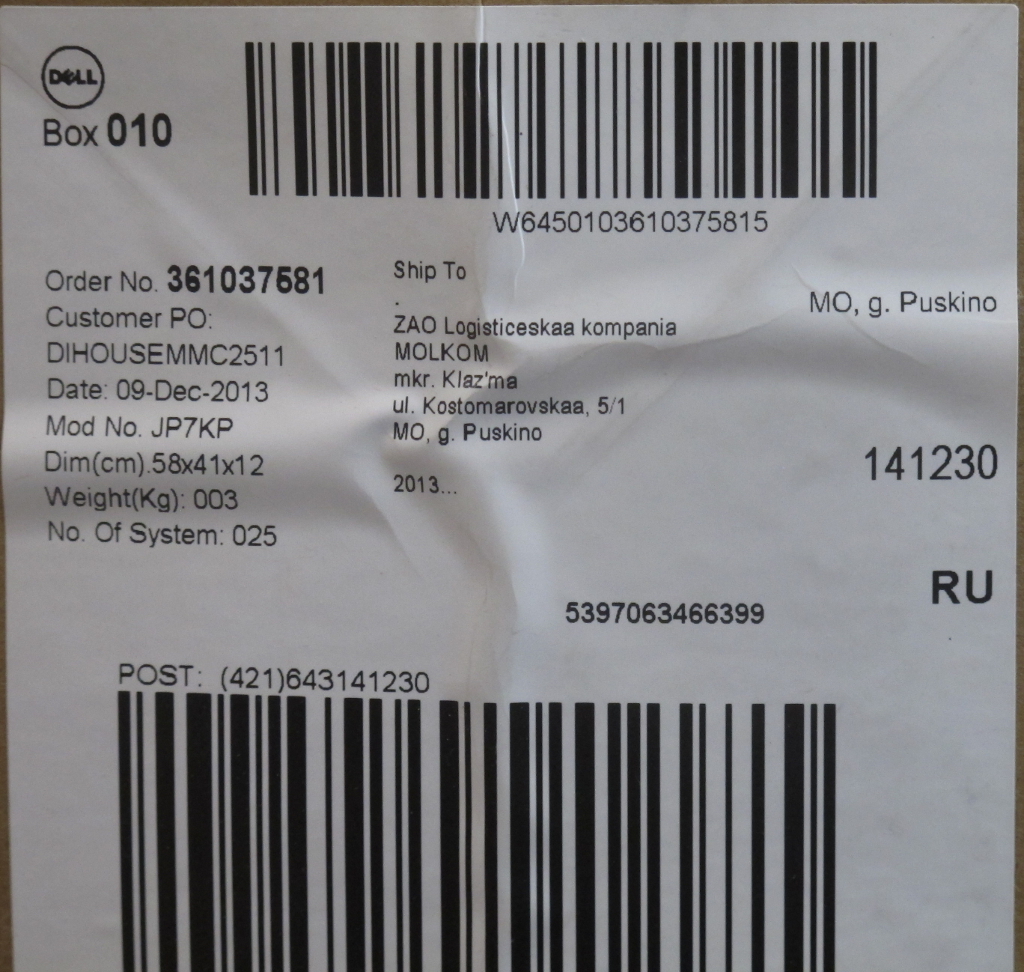 DELL
Box 010
W6450103610375815
Order No. 361037581
Customer PO:
DIHOUSEMMC2511
Date: 09-Dec-2013
Mod No. JP7KP
Dim(cm).58x41x12
Weight(Kg): 003
No. Of System: 025
Ship To
.
ZAO Logisticeskaa kompania
MOLKOM
mkr. Klaz'ma
ul. Kostomarovskaa, 5/1
MO, g. Puskino
2013...
MO, g. Puskino
141230
RU
5397063466399
POST: (421)643141230